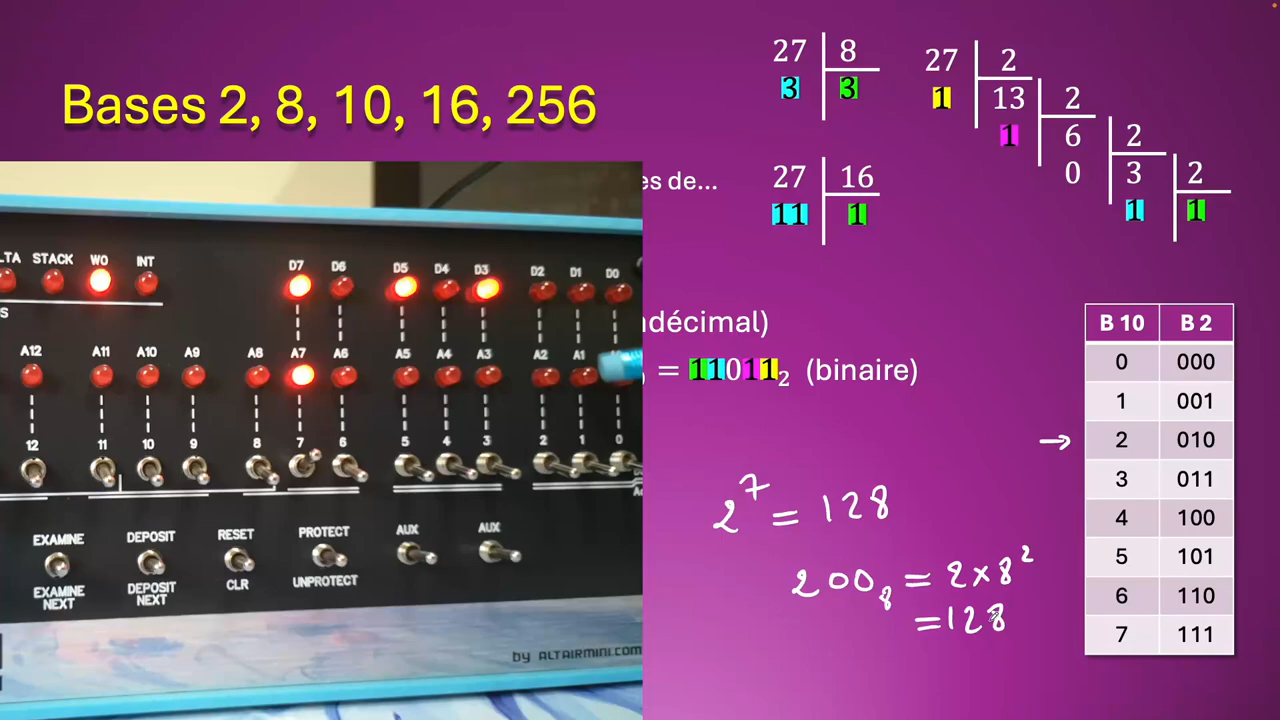 Bases 2, 8, 10, 16, 256
27 8
3 3
27 2
1 13 2
1 6 2
0 3 2
1 1
es de...
27 16
11 1
décimal)
= 11011₂ (binaire)
B 10 B 2
0 000
1 001
→ 2 010
3 011
4 100
5 101
6 110
7 111
2⁷ = 128
200₈ = 2×8²
=128
LTA STACK WO INT D7 D6 D5 D4 D3 D2 D1 D0
S
A12 A11 A10 A9 A8 A7 A6 A5 A4 A3 A2 A1
12 11 10 9 8 7 6 5 4 3 2 1 0
EXAMINE DEPOSIT RESET PROTECT AUX AUX
EXAMINE NEXT DEPOSIT NEXT CLR UNPROTECT
by ALTAIRMINI.COM